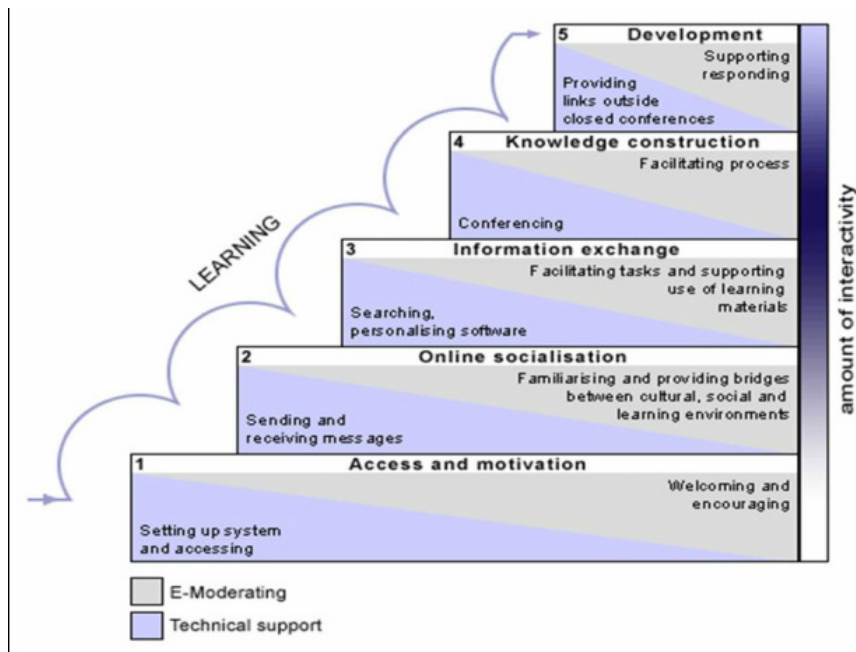 5 Development
Supporting
responding
Providing
links outside
closed conferences
4 Knowledge construction
Facilitating process
Conferencing
3 Information exchange
Facilitating tasks and supporting
use of learning
materials
Searching,
personalising software
2 Online socialisation
Familiarising and providing bridges
between cultural, social and
learning environments
Sending and
receiving messages
1 Access and motivation
Welcoming and
encouraging
Setting up system
and accessing
LEARNING
amount of interactivity
E-Moderating
Technical support